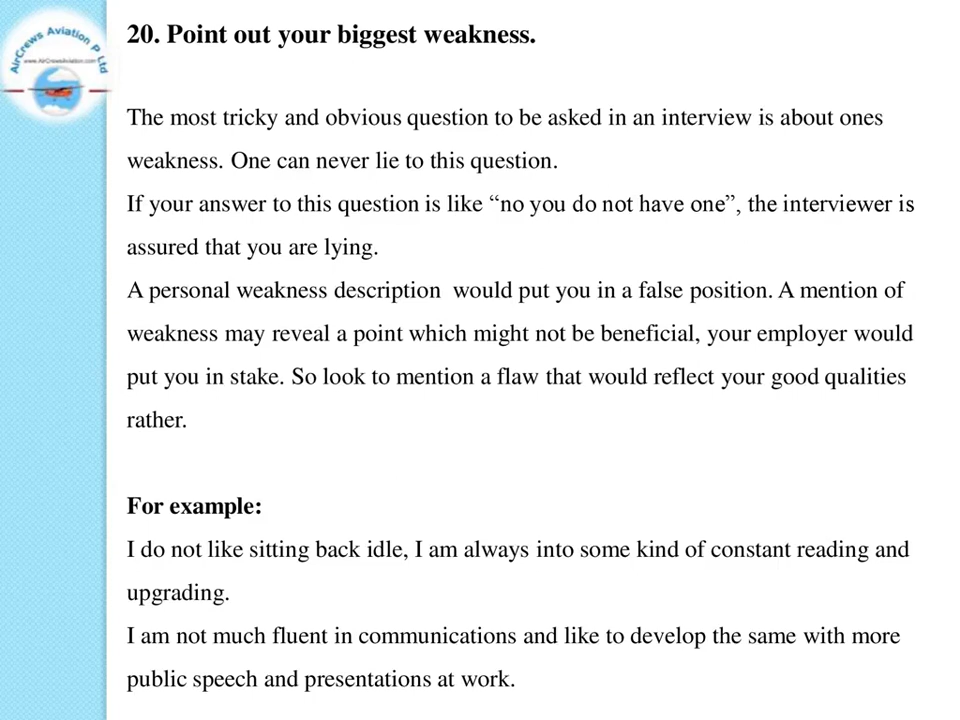 AirCrews Aviation P Ltd
www.AirCrewsAviation.com
20. Point out your biggest weakness.
The most tricky and obvious question to be asked in an interview is about ones
weakness. One can never lie to this question.
If your answer to this question is like “no you do not have one”, the interviewer is
assured that you are lying.
A personal weakness description  would put you in a false position. A mention of
weakness may reveal a point which might not be beneficial, your employer would
put you in stake. So look to mention a flaw that would reflect your good qualities
rather.
For example:
I do not like sitting back idle, I am always into some kind of constant reading and
upgrading.
I am not much fluent in communications and like to develop the same with more
public speech and presentations at work.